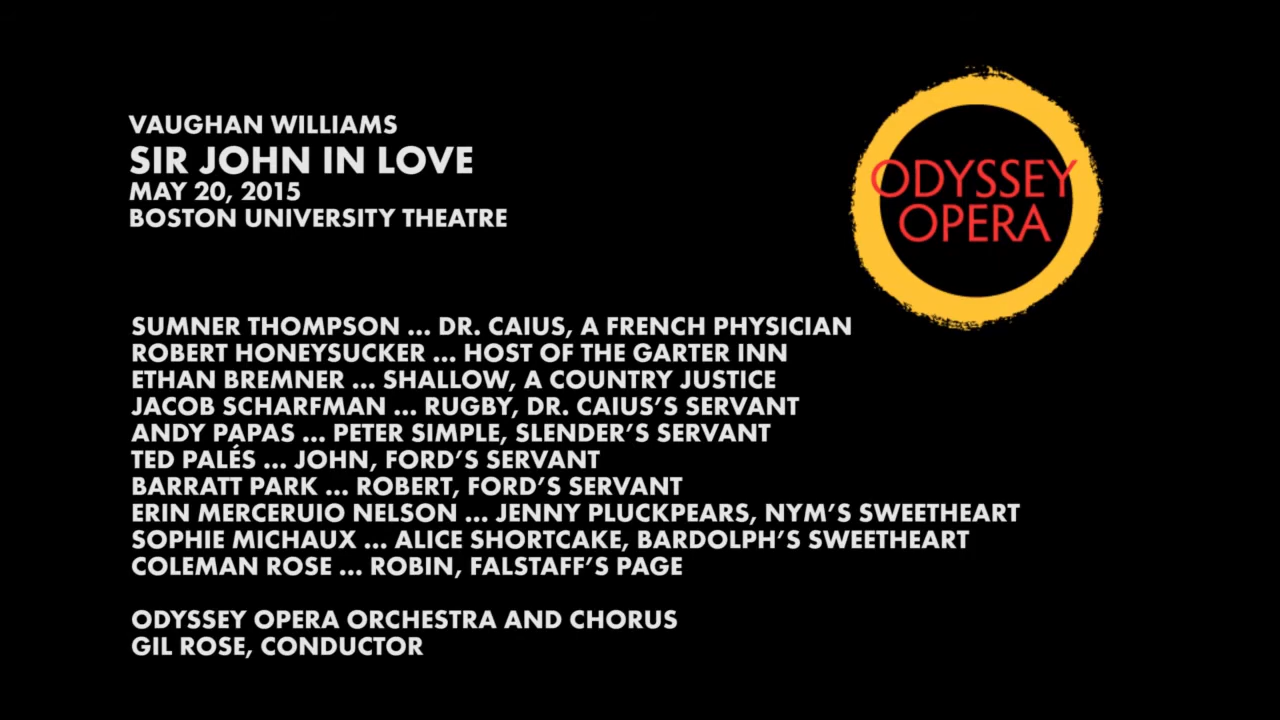 VAUGHAN WILLIAMS
SIR JOHN IN LOVE
MAY 20, 2015
BOSTON UNIVERSITY THEATRE
ODYSSEY
OPERA
SUMNER THOMPSON ... DR. CAIUS, A FRENCH PHYSICIAN
ROBERT HONEYSUCKER ... HOST OF THE GARTER INN
ETHAN BREMNER ... SHALLOW, A COUNTRY JUSTICE
JACOB SCHARFMAN ... RUGBY, DR. CAIUS’S SERVANT
ANDY PAPAS ... PETER SIMPLE, SLENDER’S SERVANT
TED PALÉS ... JOHN, FORD’S SERVANT
BARRATT PARK ... ROBERT, FORD’S SERVANT
ERIN MERCERUIO NELSON ... JENNY PLUCKPEARS, NYM’S SWEETHEART
SOPHIE MICHAUX ... ALICE SHORTCAKE, BARDOLPH’S SWEETHEART
COLEMAN ROSE ... ROBIN, FALSTAFF’S PAGE
ODYSSEY OPERA ORCHESTRA AND CHORUS
GIL ROSE, CONDUCTOR